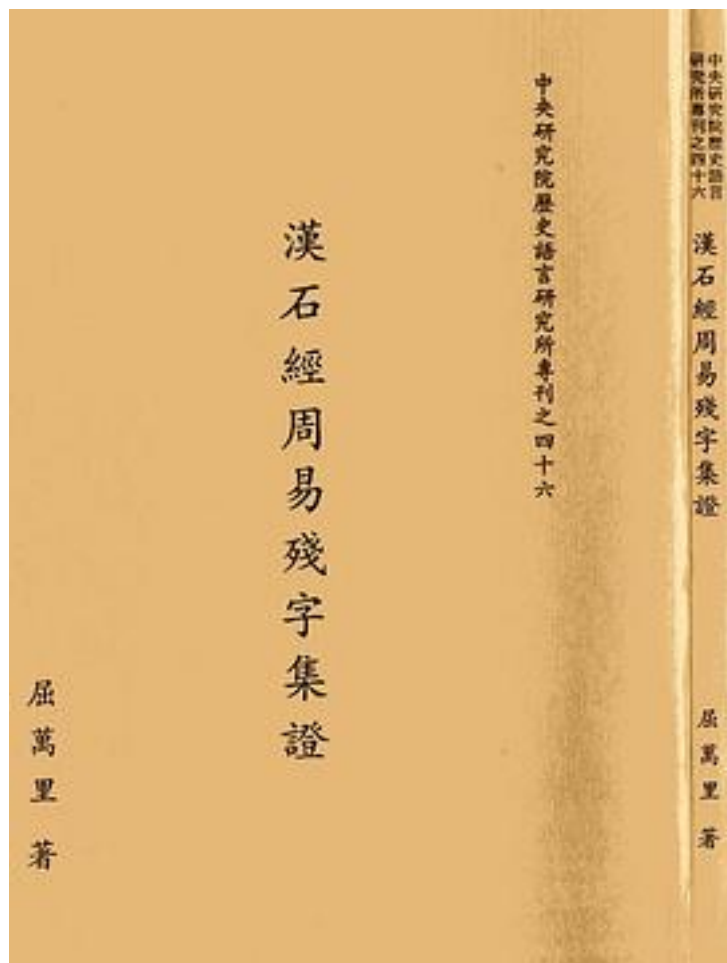 中央研究院歷史語言
研究所專刊之四十六
漢石經周易殘字集證
屈萬里 著
中央研究院歷史語言研究所專刊之四十六
漢石經周易殘字集證
屈萬里 著